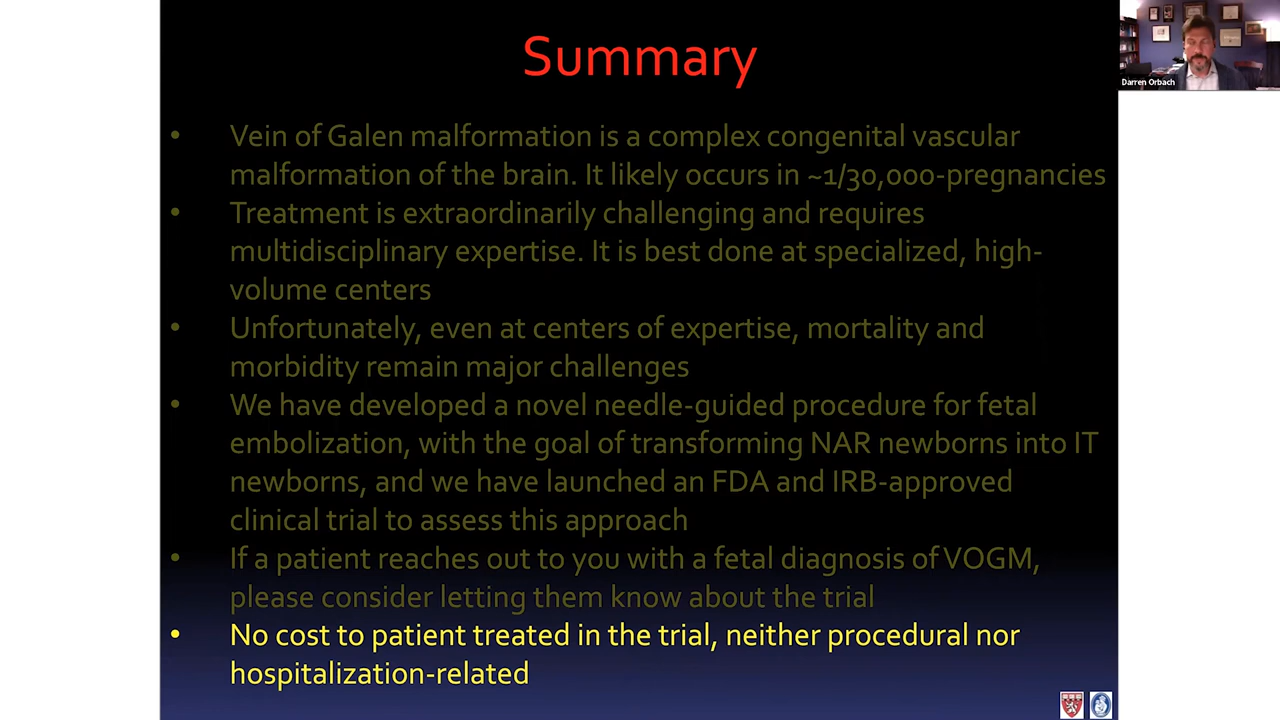 Summary
Darren Orbach
• Vein of Galen malformation is a complex congenital vascular
malformation of the brain. It likely occurs in ~1/30,000-pregnancies
• Treatment is extraordinarily challenging and requires
multidisciplinary expertise. It is best done at specialized, high-
volume centers
• Unfortunately, even at centers of expertise, mortality and
morbidity remain major challenges
• We have developed a novel needle-guided procedure for fetal
embolization, with the goal of transforming NAR newborns into IT
newborns, and we have launched an FDA and IRB-approved
clinical trial to assess this approach
• If a patient reaches out to you with a fetal diagnosis of VOGM,
please consider letting them know about the trial
• No cost to patient treated in the trial, neither procedural nor
hospitalization-related